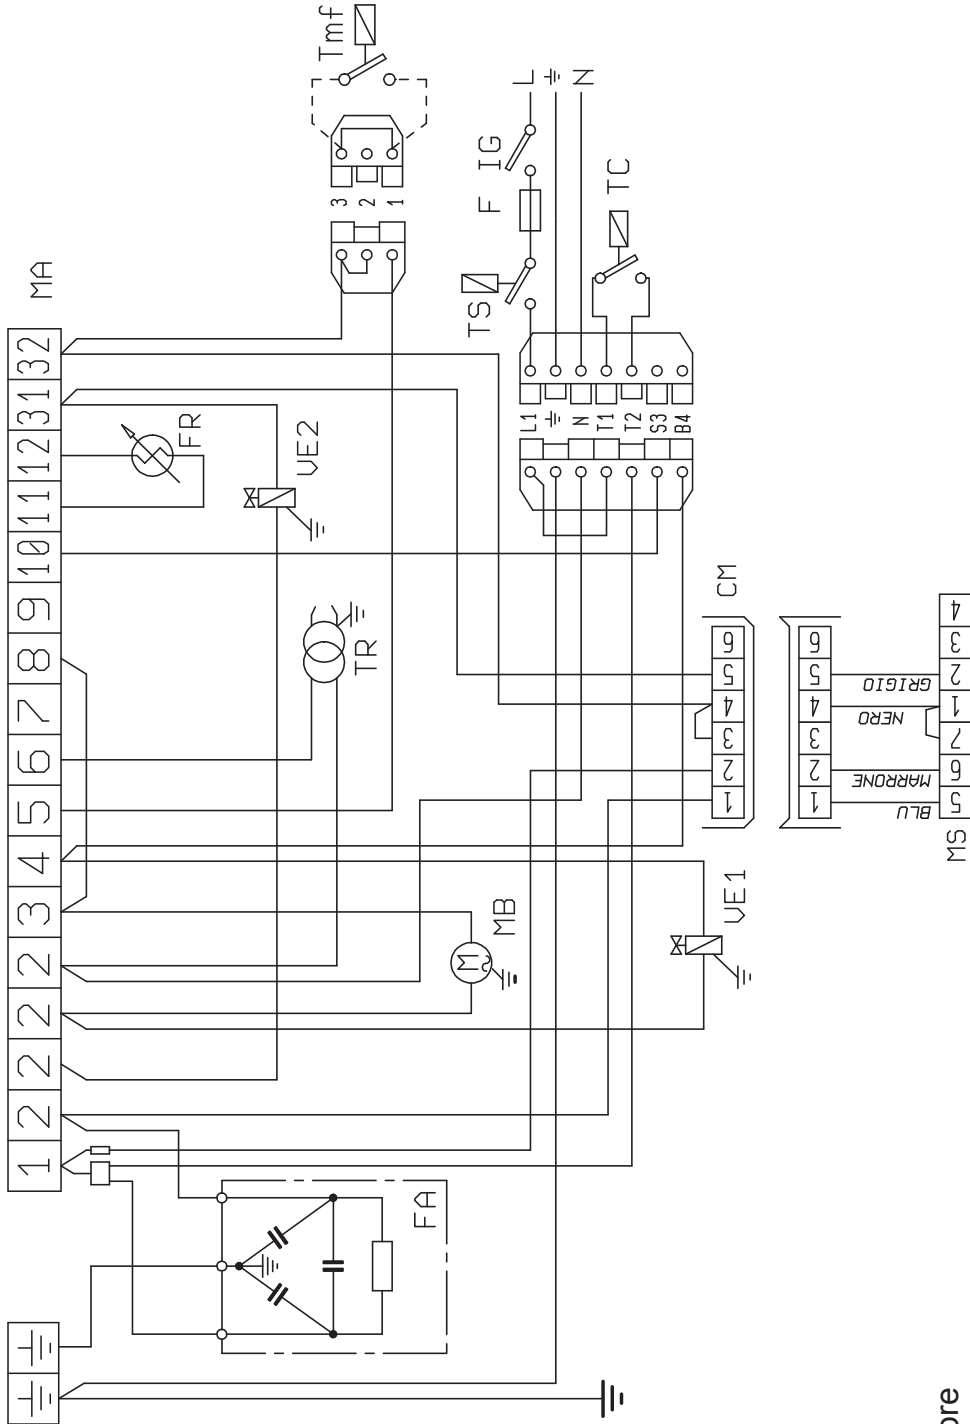 1 2 2 2 2 3 4 5 6 7 8 9 10 11 12 31 32
MA
FR
VE2
TR
Tmf
3 2 1
FA
MB
M
TS
F
IG
L
N
L1
N
T1
T2
S3
B4
TC
VE1
CM
1 2 3 4 5 6
1 2 3 4 5 6
BLU
MARRONE
NERO
GRIGIO
MS
5 6 7 1 2 3 4